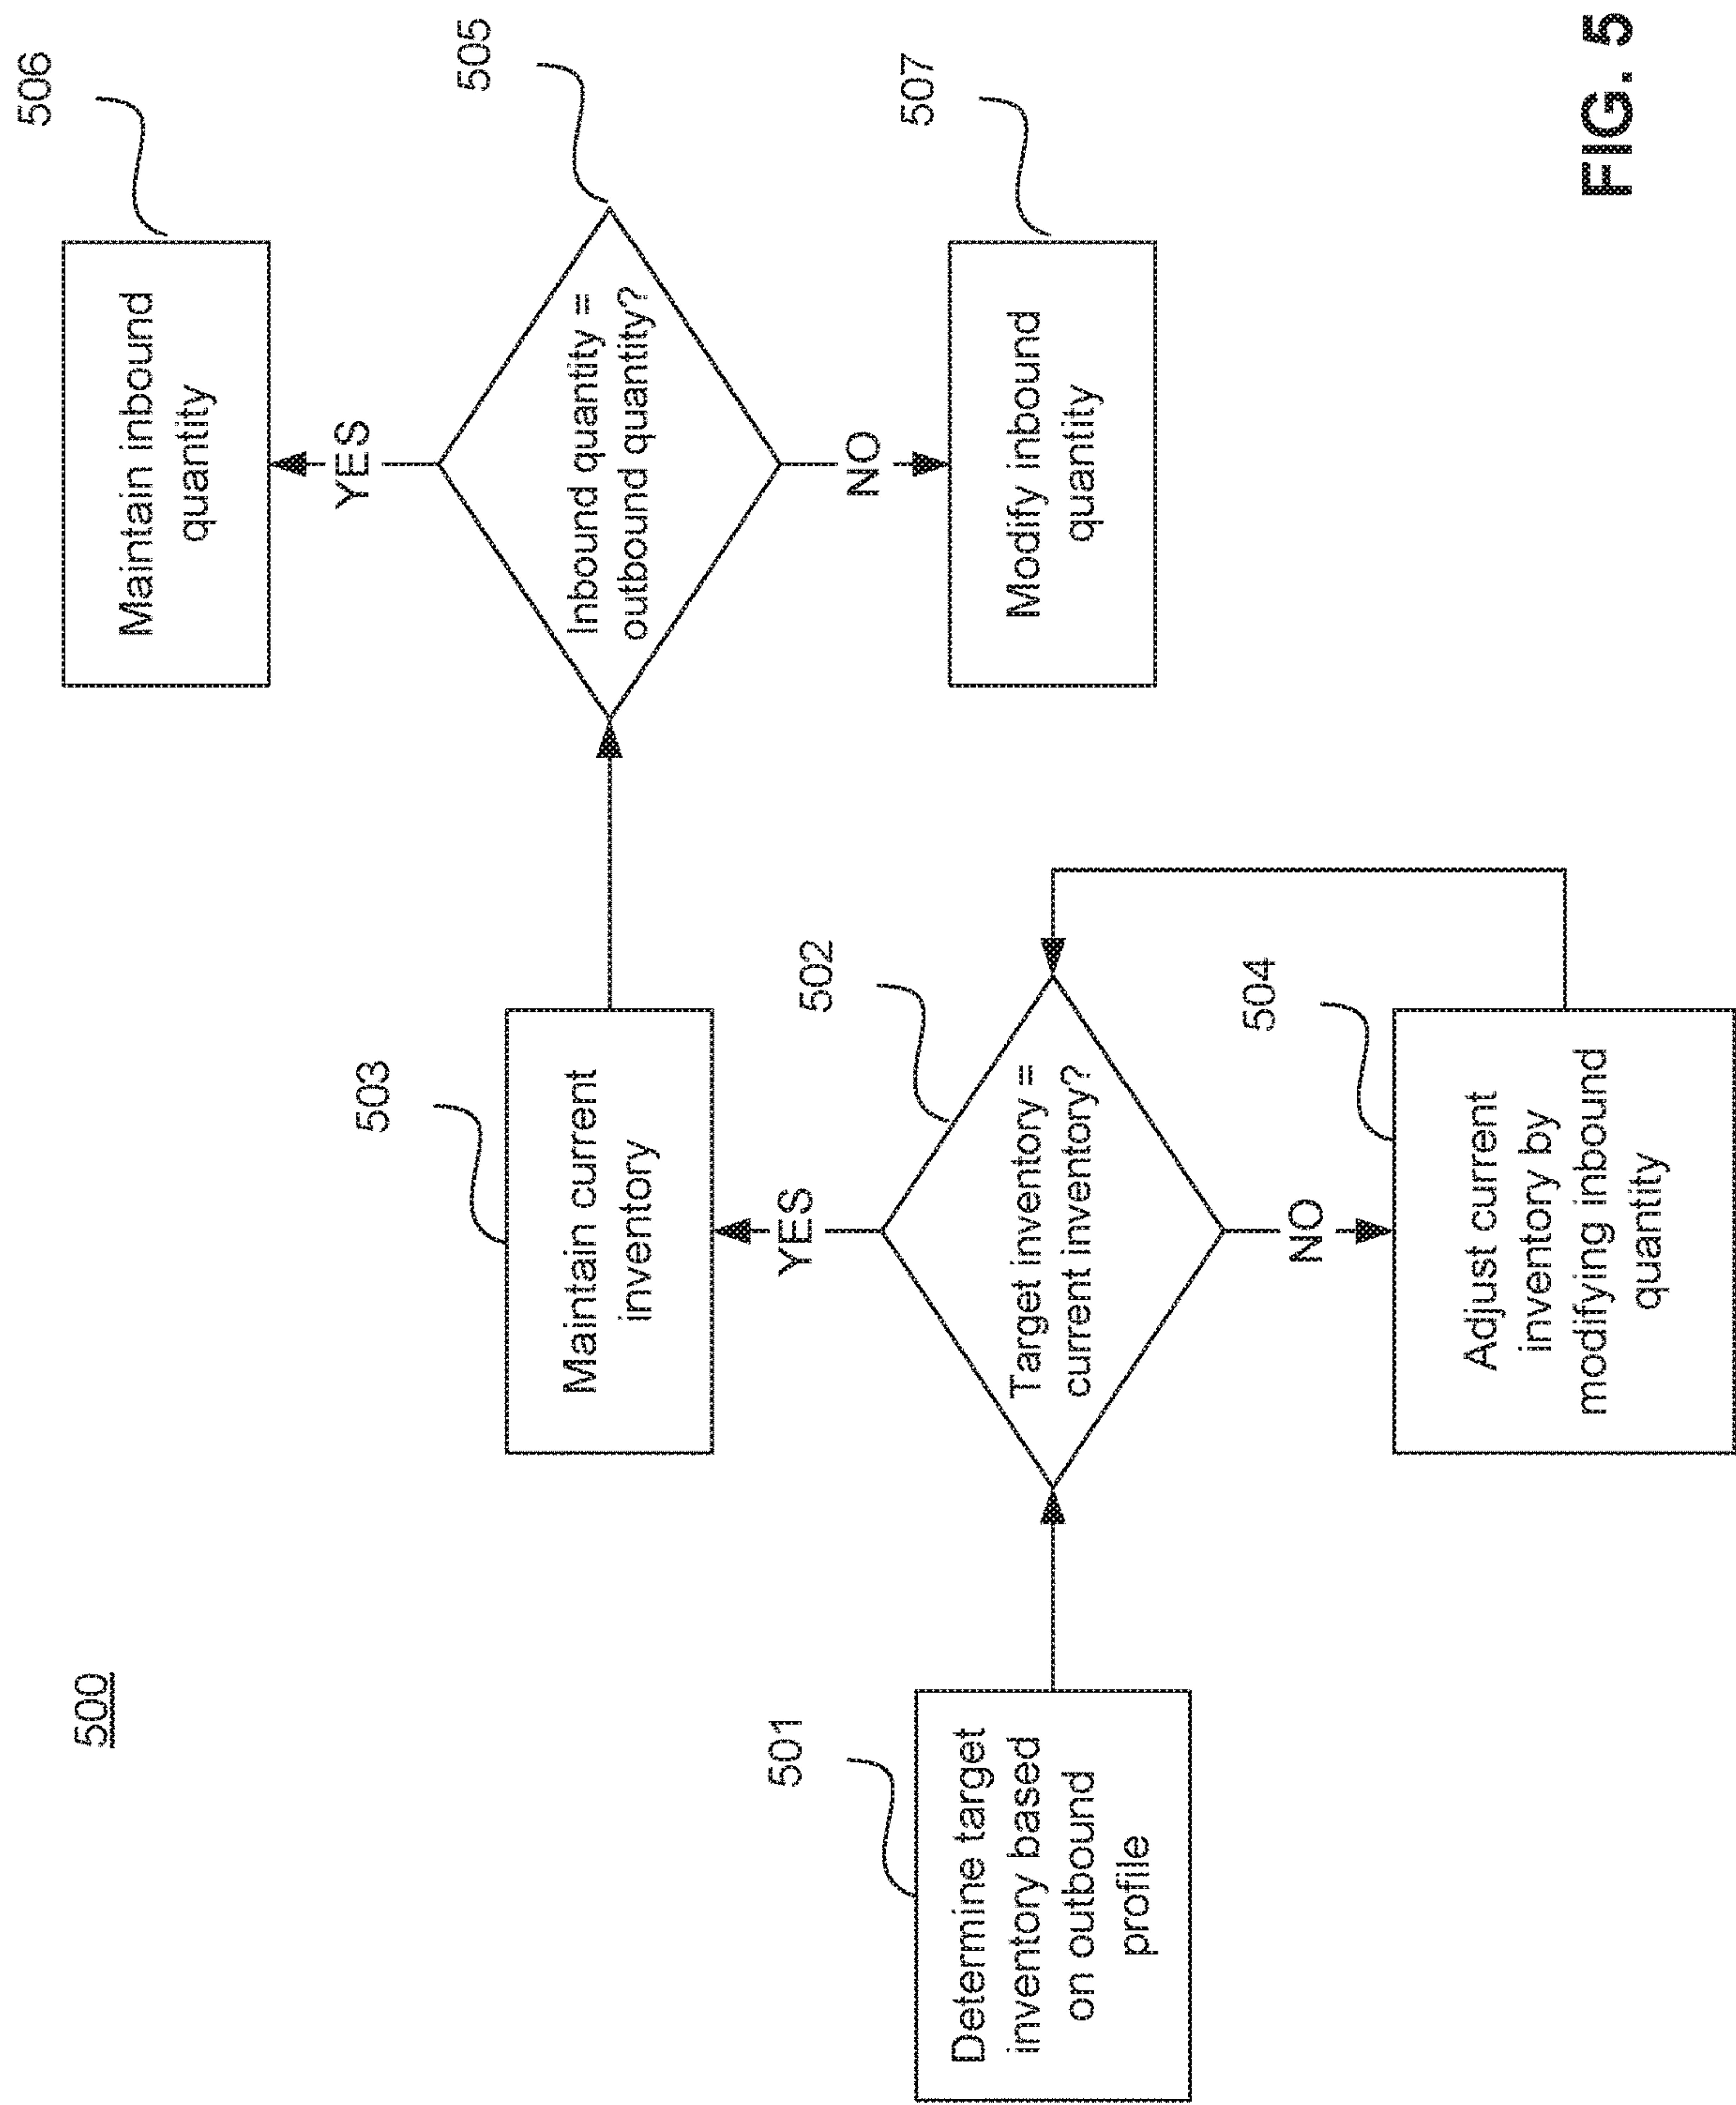 500
501
Determine target
inventory based
on outbound
profile
502
Target inventory =
current inventory?
YES
503
Maintain current
inventory
NO
504
Adjust current
inventory by
modifying inbound
quantity
505
Inbound quantity =
outbound quantity?
YES
506
Maintain inbound
quantity
NO
507
Modify inbound
quantity
FIG. 5